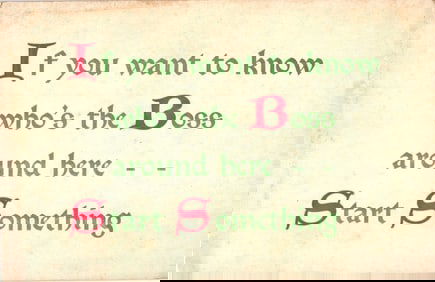 If you want to know
who's the Boss
around here - -
Start Something